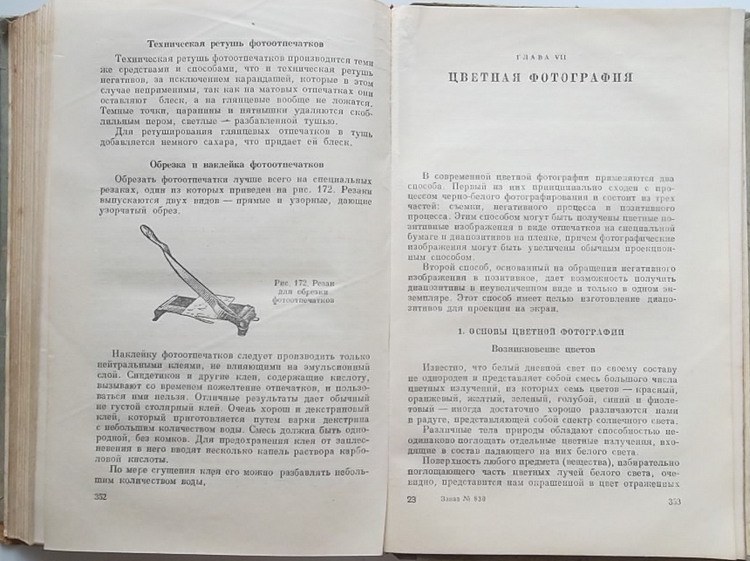 Техническая ретушь фотоотпечатков
Техническая ретушь фотоотпечатков производится теми
же средствами и способами, что и техническая ретушь
негативов, за исключением карандашей, которые в этом
случае неприменимы, так как на матовых отпечатках они
оставляют блеск, а на глянцевые вообще не ложатся.
Темные точки, царапины и пятнышки удаляются скоб-
лильным пером, светлые — разбавленной тушью.
Для ретуширования глянцевых отпечатков в тушь
добавляется немного сахара, что придает ей блеск.
Обрезка и наклейка фотоотпечатков
Обрезать фотоотпечатки лучше всего на специальных
резаках, один из которых приведен на рис. 172. Резаки
выпускаются двух видов — прямые и узорные, дающие
узорчатый обрез.
Рис. 172. Резак
для обрезки
фотоотпечатков
Наклейку фотоотпечатков следует производить только
нейтральными клеями, не влияющими на эмульсионный
слой. Синдетикон и другие клеи, содержащие кислоту,
вызывают со временем пожелтение отпечатков, и пользо-
ваться ими нельзя. Отличные результаты дает обычный
не густой столярный клей. Очень хорош и декстриновый
клей, который приготовляется путем варки декстрина
с небольшим количеством воды. Смесь должна быть одно-
родной, без комков. Для предохранения клея от заплес-
невения в него вводят несколько капель раствора карбо-
ловой кислоты.
По мере сгущения клея его можно разбавлять неболь-
шим количеством воды,
352
ГЛАВА VII
ЦВЕТНАЯ ФОТОГРАФИЯ
В современной цветной фотографии применяются два
способа. Первый из них принципиально сходен с про-
цессом черно-белого фотографирования и состоит из трех
частей: съемки, негативного процесса и позитивного
процесса. Этим способом могут быть получены цветные по-
зитивные изображения в виде отпечатков на специальной
бумаге и диапозитивов на пленке, причем фотографические
изображения могут быть увеличены обычным проекцион-
ным способом.
Второй способ, основанный на обращении негативного
изображения в позитивное, дает возможность получать
диапозитивы в неувеличенном виде и только в одном эк-
земпляре. Этот способ имеет целью изготовление диапо-
зитивов для проекции на экран.
1. ОСНОВЫ ЦВЕТНОЙ ФОТОГРАФИИ
Возникновение цветов
Известно, что белый дневной свет по своему составу
не однороден и представляет собой смесь большого числа
цветных излучений, из которых семь цветов — красный,
оранжевый, желтый, зеленый, голубой, синий и фиоле-
товый — иногда достаточно хорошо различаются нами
в радуге, представляющей собой спектр солнечного света.
Различные тела природы обладают способностью не-
одинаково поглощать отдельные цветные излучения, вхо-
дящие в состав падающего на них белого света.
Поверхность любого предмета (вещества), избирательно
поглощающего часть цветных лучей белого света, оче-
видно, представится нам окрашенной в цвет отраженных
23 Заказ № 830 353